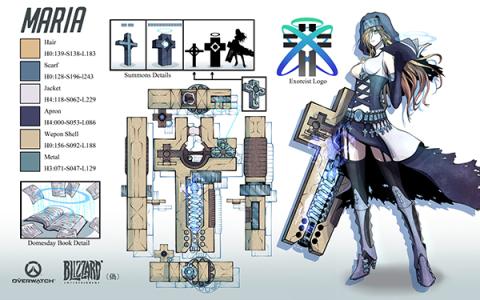 MARIA
Hair
H0:139-S138-L183
Scarf
H0:128-S196-l243
Jacket
H4:118-S062-L229
Apron
H4:000-S053-L086
Wepon Shell
H0:156-S092-L188
Metal
H3:071-S047-L129
Summons Details
Exorcist Logo
Domesday Book Detail
OVERWATCH
BLIZZARD
ENTERTAINMENT
(偽)